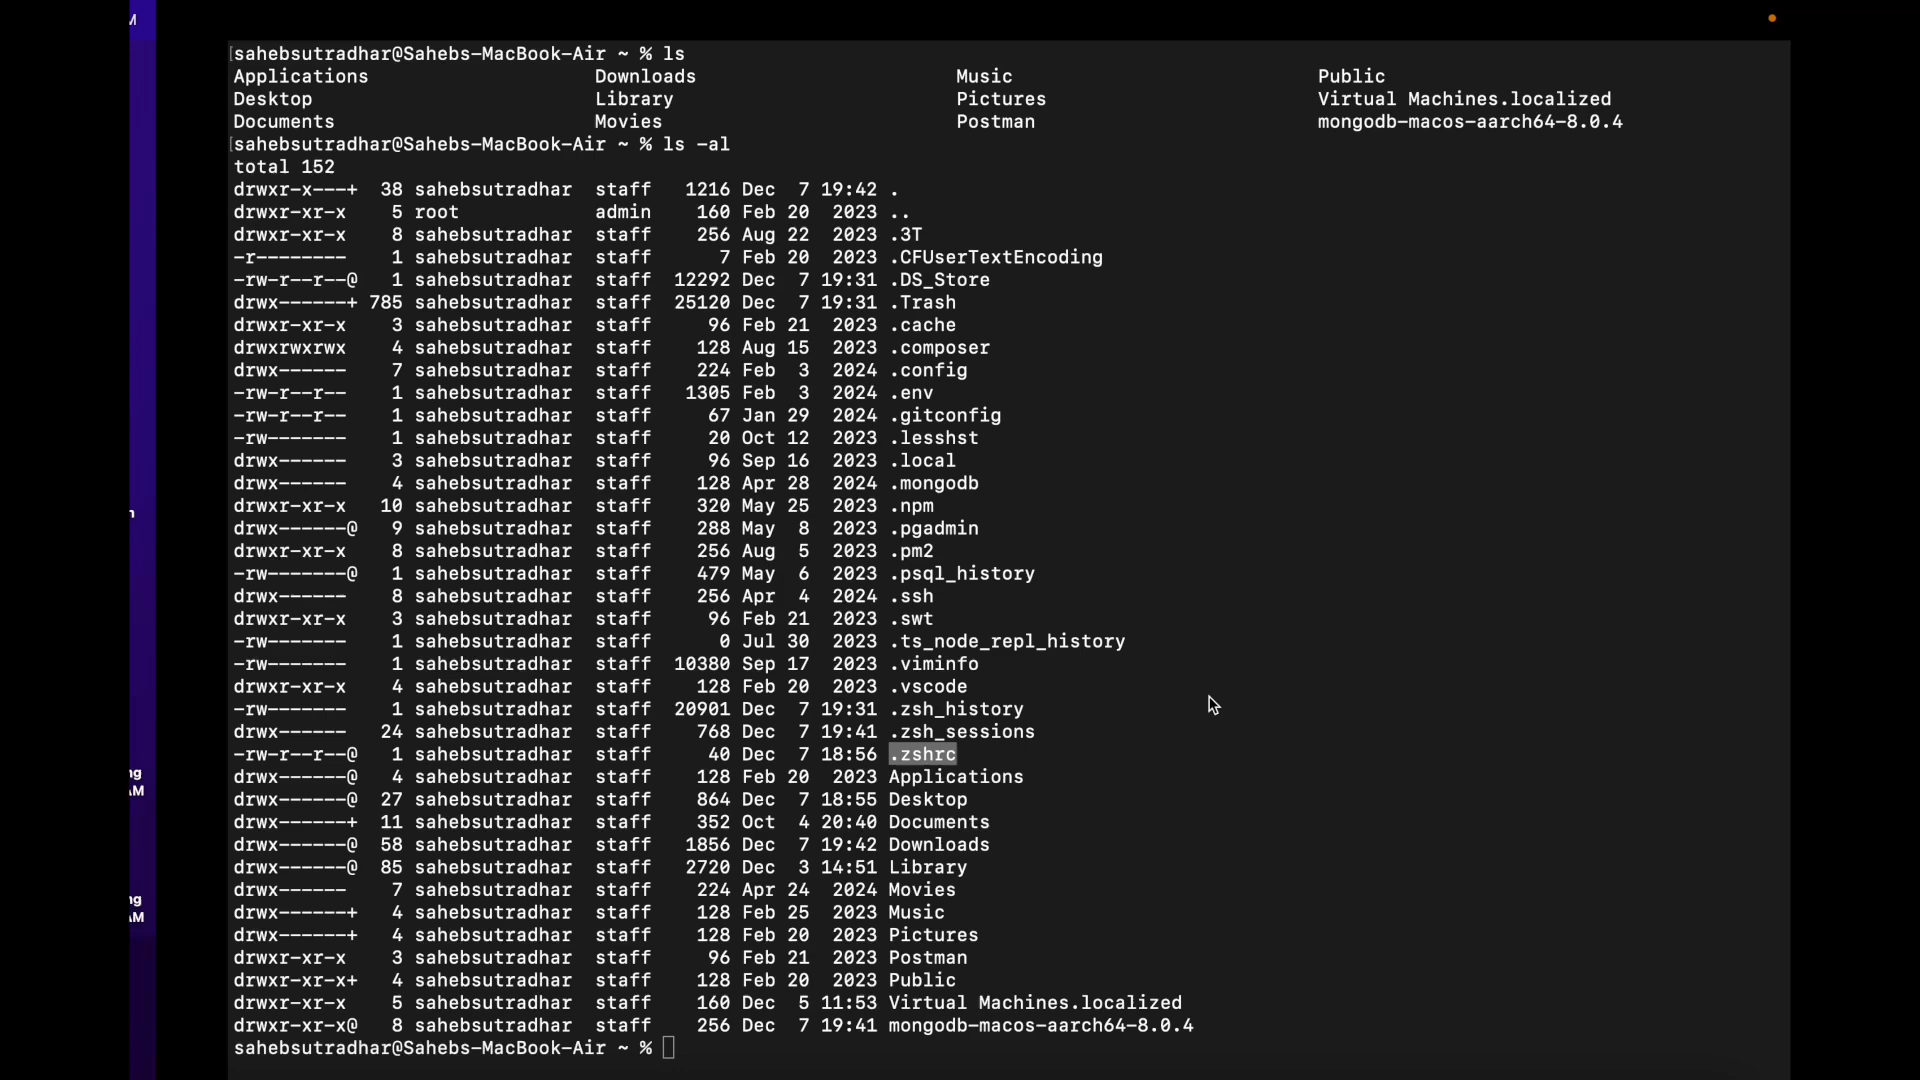 M
[sahebsutradhar@Sahebs-MacBook-Air ~ % ls
Applications Downloads Music Public
Desktop Library Pictures Virtual Machines.localized
Documents Movies Postman mongodb-macos-aarch64-8.0.4
[sahebsutradhar@Sahebs-MacBook-Air ~ % ls -al
total 152
drwxr-x---+ 38 sahebsutradhar staff 1216 Dec 7 19:42 .
drwxr-xr-x 5 root admin 160 Feb 20 2023 ..
drwxr-xr-x 8 sahebsutradhar staff 256 Aug 22 2023 .3T
-r-------- 1 sahebsutradhar staff 7 Feb 20 2023 .CFUserTextEncoding
-rw-r--r--@ 1 sahebsutradhar staff 12292 Dec 7 19:31 .DS_Store
drwx------+ 785 sahebsutradhar staff 25120 Dec 7 19:31 .Trash
drwxr-xr-x 3 sahebsutradhar staff 96 Feb 21 2023 .cache
drwxrwxrwx 4 sahebsutradhar staff 128 Aug 15 2023 .composer
drwx------ 7 sahebsutradhar staff 224 Feb 3 2024 .config
-rw-r--r-- 1 sahebsutradhar staff 1305 Feb 3 2024 .env
-rw-r--r-- 1 sahebsutradhar staff 67 Jan 29 2024 .gitconfig
-rw------- 1 sahebsutradhar staff 20 Oct 12 2023 .lesshst
drwx------ 3 sahebsutradhar staff 96 Sep 16 2023 .local
drwx------ 4 sahebsutradhar staff 128 Apr 28 2024 .mongodb
drwxr-xr-x 10 sahebsutradhar staff 320 May 25 2023 .npm
drwx------@ 9 sahebsutradhar staff 288 May 8 2023 .pgadmin
drwxr-xr-x 8 sahebsutradhar staff 256 Aug 5 2023 .pm2
-rw-------@ 1 sahebsutradhar staff 479 May 6 2023 .psql_history
drwx------ 8 sahebsutradhar staff 256 Apr 4 2024 .ssh
drwxr-xr-x 3 sahebsutradhar staff 96 Feb 21 2023 .swt
-rw------- 1 sahebsutradhar staff 0 Jul 30 2023 .ts_node_repl_history
-rw------- 1 sahebsutradhar staff 10380 Sep 17 2023 .viminfo
drwxr-xr-x 4 sahebsutradhar staff 128 Feb 20 2023 .vscode
-rw------- 1 sahebsutradhar staff 20901 Dec 7 19:31 .zsh_history
drwx------ 24 sahebsutradhar staff 768 Dec 7 19:41 .zsh_sessions
-rw-r--r--@ 1 sahebsutradhar staff 40 Dec 7 18:56 .zshrc
drwx------@ 4 sahebsutradhar staff 128 Feb 20 2023 Applications
drwx------@ 27 sahebsutradhar staff 864 Dec 7 18:55 Desktop
drwx------+ 11 sahebsutradhar staff 352 Oct 4 20:40 Documents
drwx------@ 58 sahebsutradhar staff 1856 Dec 7 19:42 Downloads
drwx------@ 85 sahebsutradhar staff 2720 Dec 3 14:51 Library
drwx------ 7 sahebsutradhar staff 224 Apr 24 2024 Movies
drwx------+ 4 sahebsutradhar staff 128 Feb 25 2023 Music
drwx------+ 4 sahebsutradhar staff 128 Feb 20 2023 Pictures
drwxr-xr-x 3 sahebsutradhar staff 96 Feb 21 2023 Postman
drwxr-xr-x+ 4 sahebsutradhar staff 128 Feb 20 2023 Public
drwxr-xr-x 5 sahebsutradhar staff 160 Dec 5 11:53 Virtual Machines.localized
drwxr-xr-x@ 8 sahebsutradhar staff 256 Dec 7 19:41 mongodb-macos-aarch64-8.0.4
sahebsutradhar@Sahebs-MacBook-Air ~ %